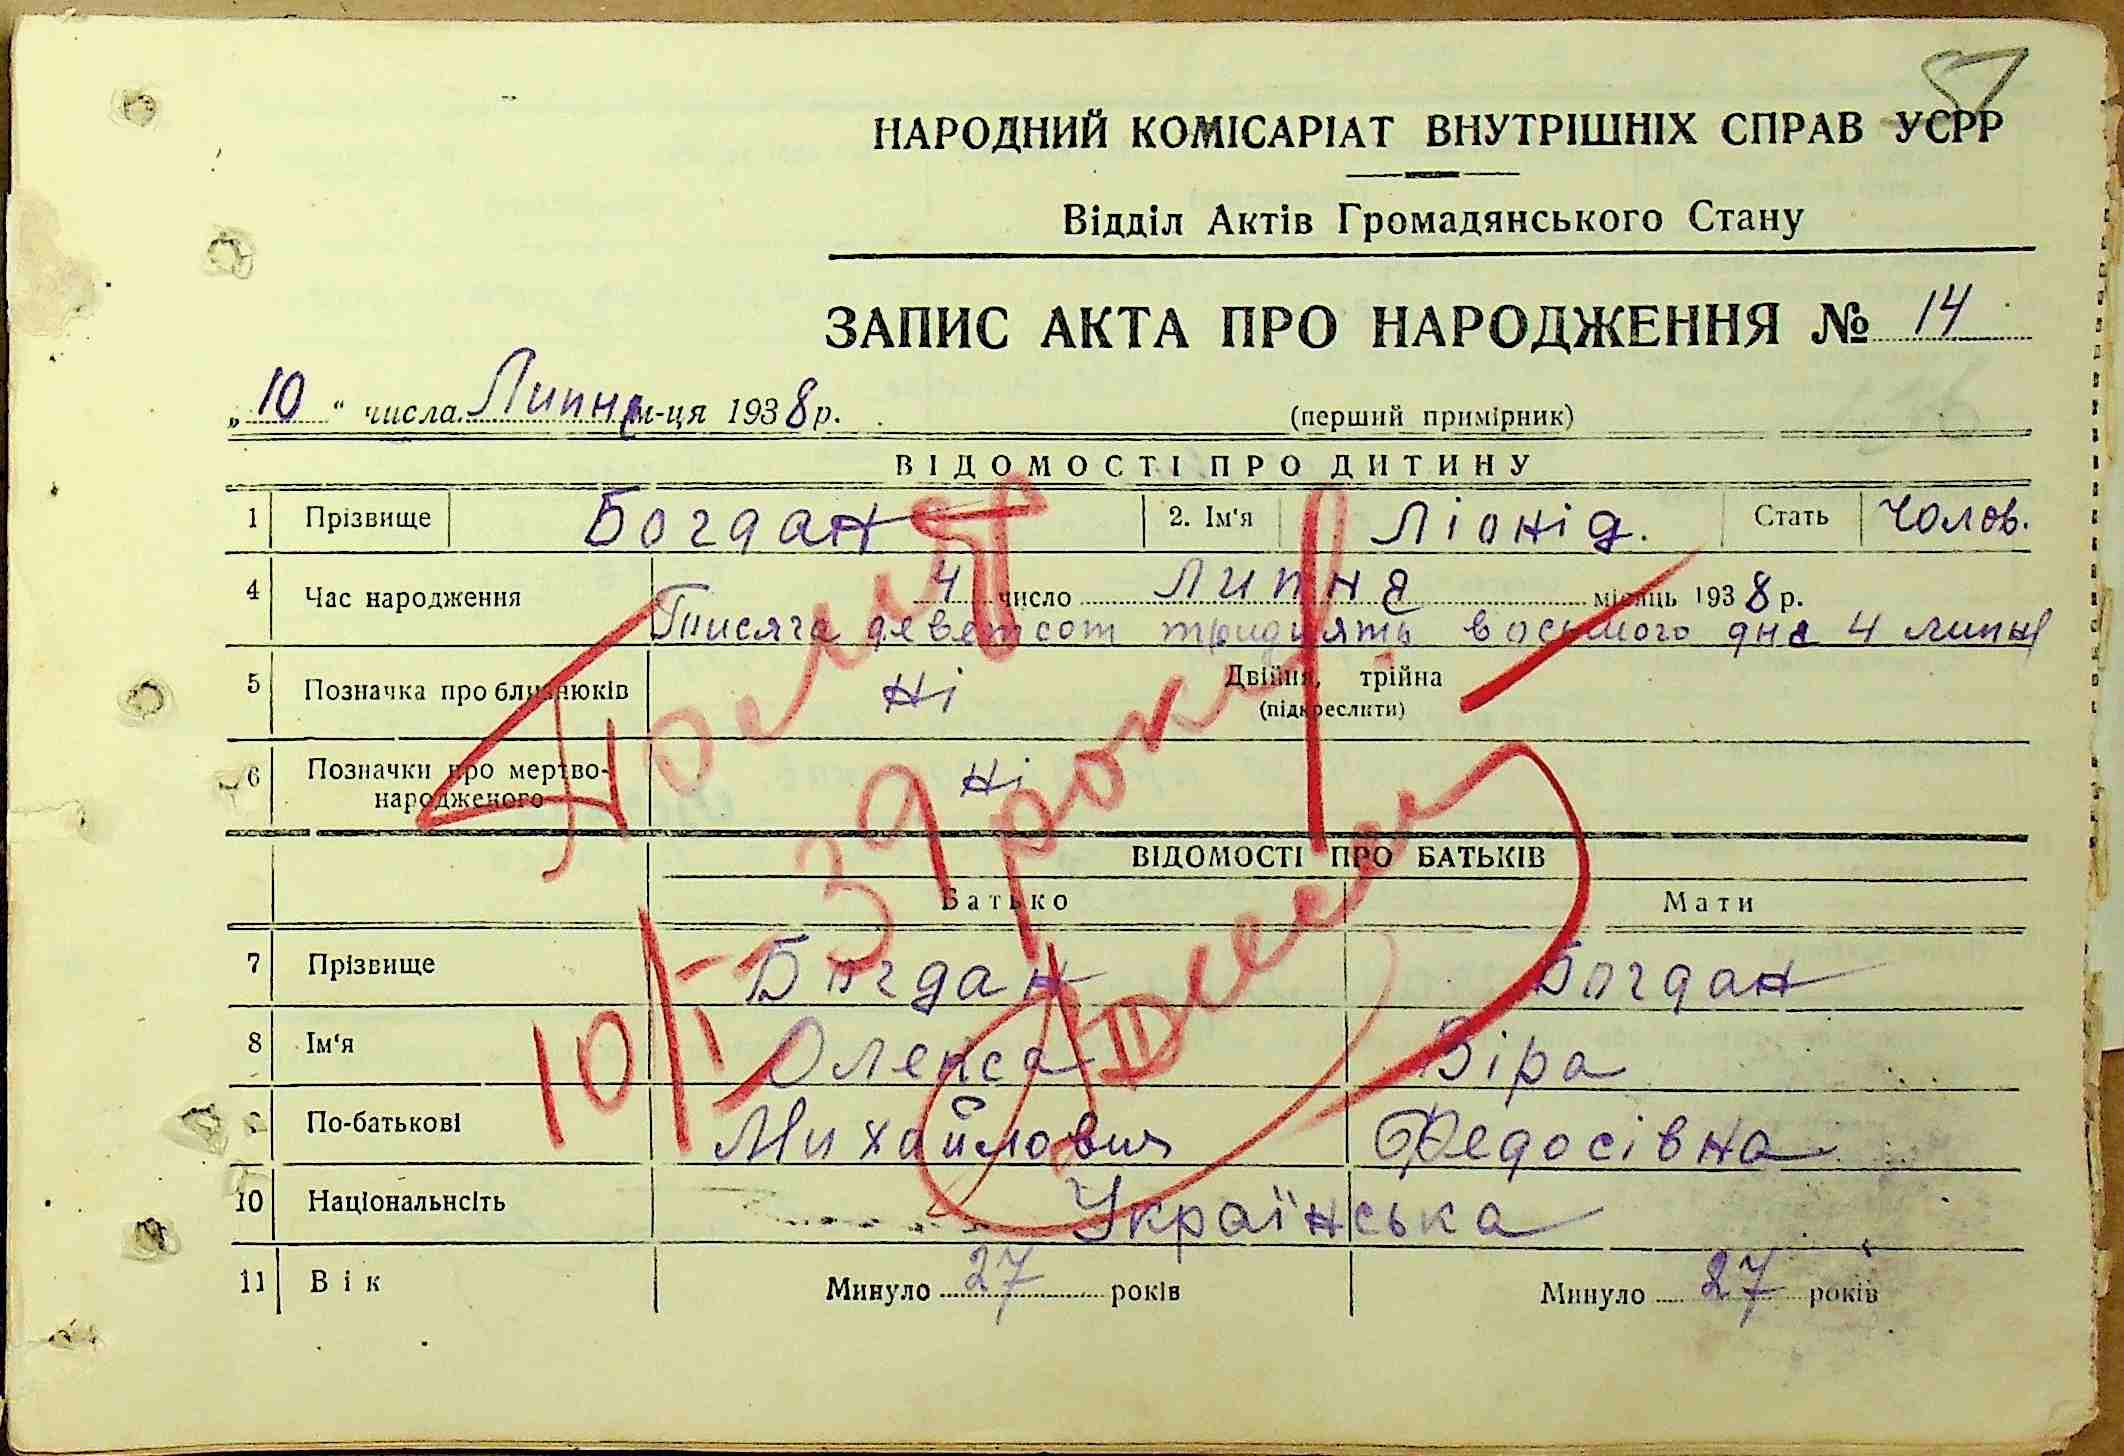 НАРОДНИЙ КОМІСАРІАТ ВНУТРІШНІХ СПРАВ УСРР
Відділ Актів Громадянського Стану
ЗАПИС АКТА ПРО НАРОДЖЕННЯ № 14
„10“ числа Липня м-ця 1938 р.
(перший примірник)
ВІДОМОСТІ ПРО ДИТИНУ
1 Прізвище Богдан 2. Ім'я Ліонід. Стать Чолов.
4 Час народження 4 число Липня місяць 1938 р.
Тисяча девятсот тридцять восьмого дня 4 липня
5 Позначка про близнюків Ні Двійня, трійна
(підкреслити)
6 Позначки про мертво-
народженого Ні
ВІДОМОСТІ ПРО БАТЬКІВ
Батько Мати
7 Прізвище Богдан Богдан
8 Ім'я Олекса Віра
9 По-батькові Михайлович Федосівна
10 Національнсіть Українська
11 Вік Минуло 27 років Минуло 27 років
Помер
10/І-39 року